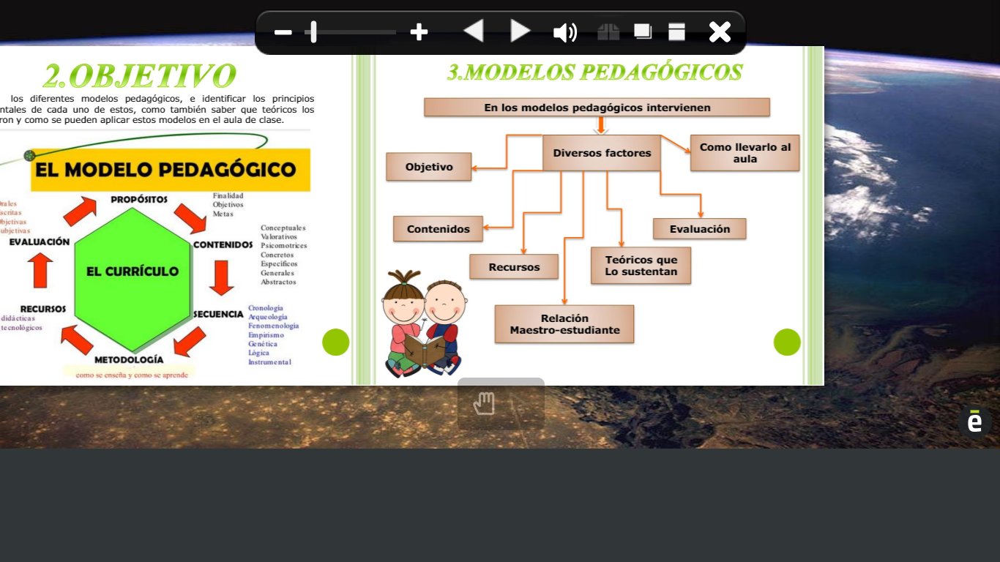 2.OBJETIVO
los diferentes modelos pedagógicos, e identificar los principios
ntales de cada uno de estos, como también saber que teóricos los
ron y como se pueden aplicar estos modelos en el aula de clase.
EL MODELO PEDAGÓGICO
PROPÓSITOS
Finalidad
Objetivos
Metas
orales
escritas
objetivas
subjetivas
EVALUACIÓN
CONTENIDOS
Conceptuales
Valorativos
Psicomotrices
Concretos
Específicos
Generales
Abstractos
EL CURRÍCULO
RECURSOS
didácticas
tecnológicos
SECUENCIA
Cronología
Arqueología
Fenomenología
Empirismo
Genética
Lógica
Instrumental
METODOLOGÍA
como se enseña y como se aprende
3.MODELOS PEDAGÓGICOS
En los modelos pedagógicos intervienen
Diversos factores
Como llevarlo al
aula
Objetivo
Contenidos
Evaluación
Recursos
Teóricos que
Lo sustentan
Relación
Maestro-estudiante
ē